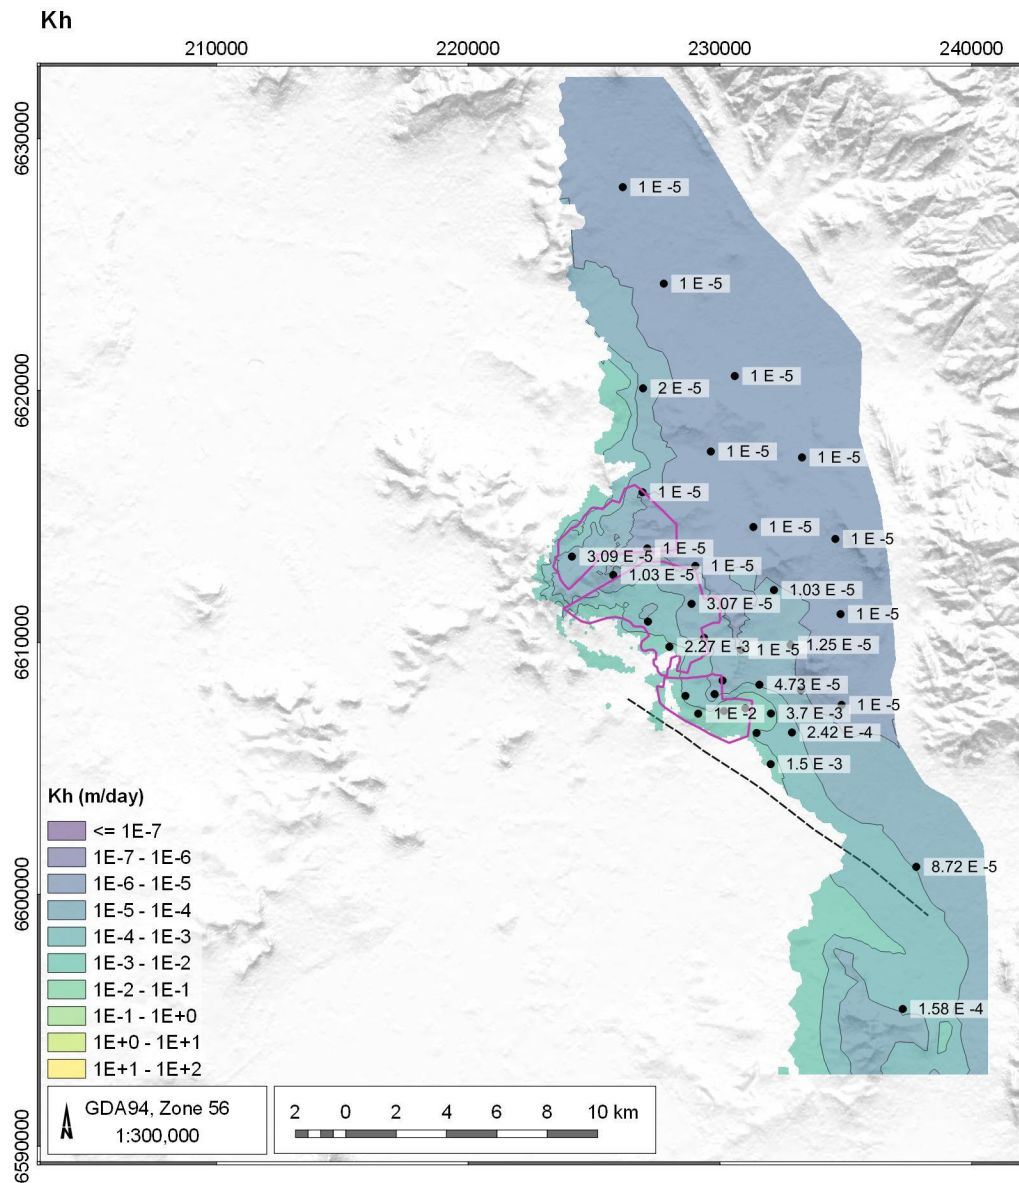 Kh
210000
220000
230000
240000
6630000
6620000
6610000
6600000
6590000
1 E -5
1 E -5
1 E -5
2 E -5
1 E -5
1 E -5
1 E -5
1 E -5
1 E -5
1 E -5
3.09 E -5
1 E -5
1.03 E -5
1.03 E -5
3.07 E -5
1 E -5
2.27 E -3
1 E -5
1.25 E -5
4.73 E -5
1 E -5
1 E -2
3.7 E -3
2.42 E -4
1.5 E -3
8.72 E -5
1.58 E -4
Kh (m/day)
<= 1E-7
1E-7 - 1E-6
1E-6 - 1E-5
1E-5 - 1E-4
1E-4 - 1E-3
1E-3 - 1E-2
1E-2 - 1E-1
1E-1 - 1E+0
1E+0 - 1E+1
1E+1 - 1E+2
N
GDA94, Zone 56
1:300,000
2 0 2 4 6 8 10 km